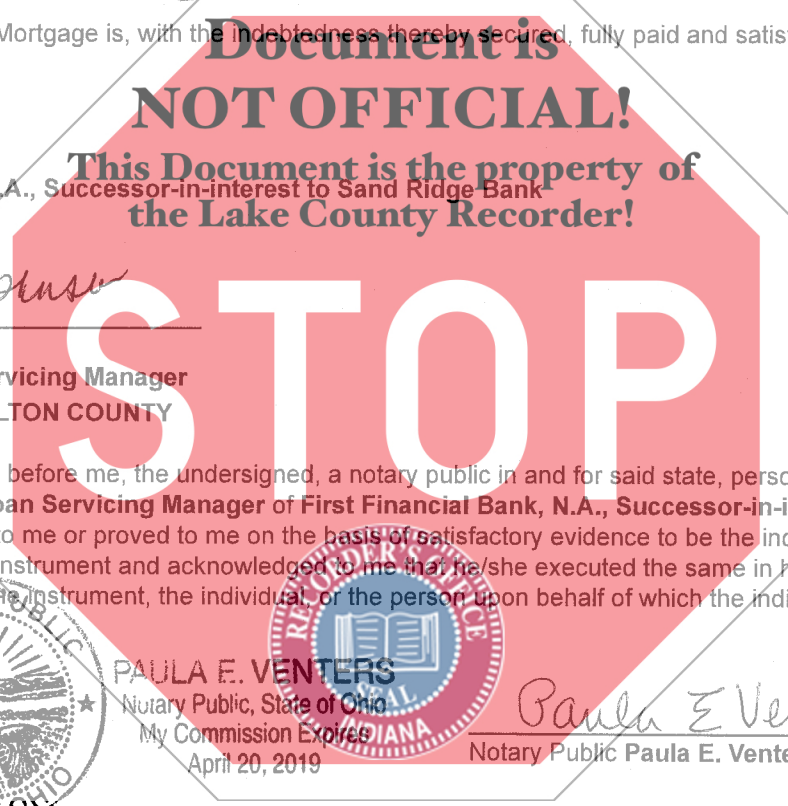 Mortgage is, with the indebtedness thereby secured, fully paid and satis
Document is
NOT OFFICIAL!
This Document is the property of
the Lake County Recorder!
.A., Successor-in-interest to Sand Ridge Bank
STOP
rvicing Manager
LTON COUNTY
before me, the undersigned, a notary public in and for said state, perso
oan Servicing Manager of First Financial Bank, N.A., Successor-in-i
to me or proved to me on the basis of satisfactory evidence to be the ind
nstrument and acknowledged to me that he/she executed the same in h
he instrument, the individual, or the person upon behalf of which the indi
RECORDER'S OFFICE
SEAL
INDIANA
PUBLIC
OHIO
PAULA E. VENTERS
Notary Public, State of Ohio
My Commission Expires
April 20, 2019
Paula E Ve
Notary Public Paula E. Vente